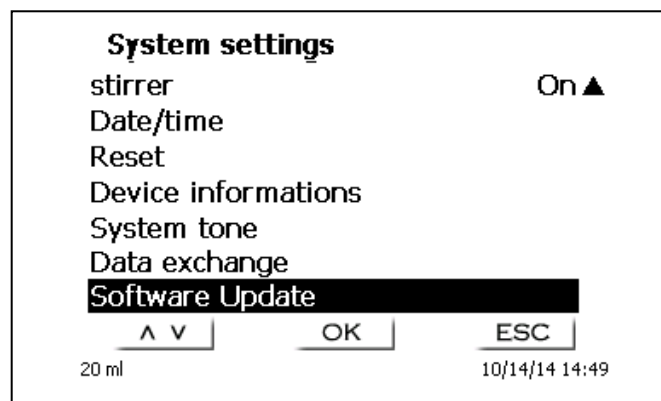 System settings
stirrer On ▲
Date/time
Reset
Device informations
System tone
Data exchange
Software Update
∧ ∨ OK ESC
20 ml 10/14/14 14:49